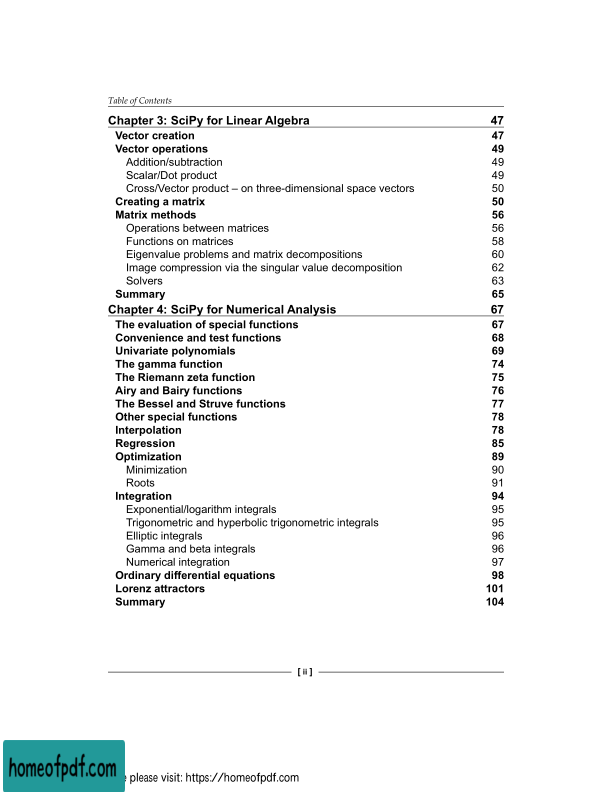 Table of Contents
Chapter 3: SciPy for Linear Algebra 47
Vector creation 47
Vector operations 49
Addition/subtraction 49
Scalar/Dot product 49
Cross/Vector product – on three-dimensional space vectors 50
Creating a matrix 50
Matrix methods 56
Operations between matrices 56
Functions on matrices 58
Eigenvalue problems and matrix decompositions 60
Image compression via the singular value decomposition 62
Solvers 63
Summary 65
Chapter 4: SciPy for Numerical Analysis 67
The evaluation of special functions 67
Convenience and test functions 68
Univariate polynomials 69
The gamma function 74
The Riemann zeta function 75
Airy and Bairy functions 76
The Bessel and Struve functions 77
Other special functions 78
Interpolation 78
Regression 85
Optimization 89
Minimization 90
Roots 91
Integration 94
Exponential/logarithm integrals 95
Trigonometric and hyperbolic trigonometric integrals 95
Elliptic integrals 96
Gamma and beta integrals 96
Numerical integration 97
Ordinary differential equations 98
Lorenz attractors 101
Summary 104
[ ii ]
homeofpdf.com
please visit: https://homeofpdf.com